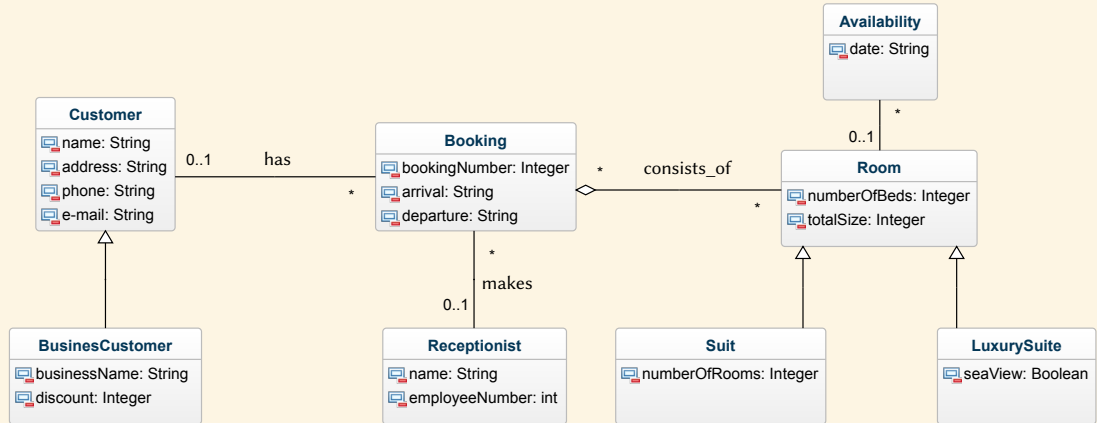 Availability
date: String
*
0..1
Customer
name: String
address: String
phone: String
e-mail: String
0..1
has
*
Booking
bookingNumber: Integer
arrival: String
departure: String
*
consists_of
*
Room
numberOfBeds: Integer
totalSize: Integer
*
makes
0..1
BusinesCustomer
businessName: String
discount: Integer
Receptionist
name: String
employeeNumber: int
Suit
numberOfRooms: Integer
LuxurySuite
seaView: Boolean